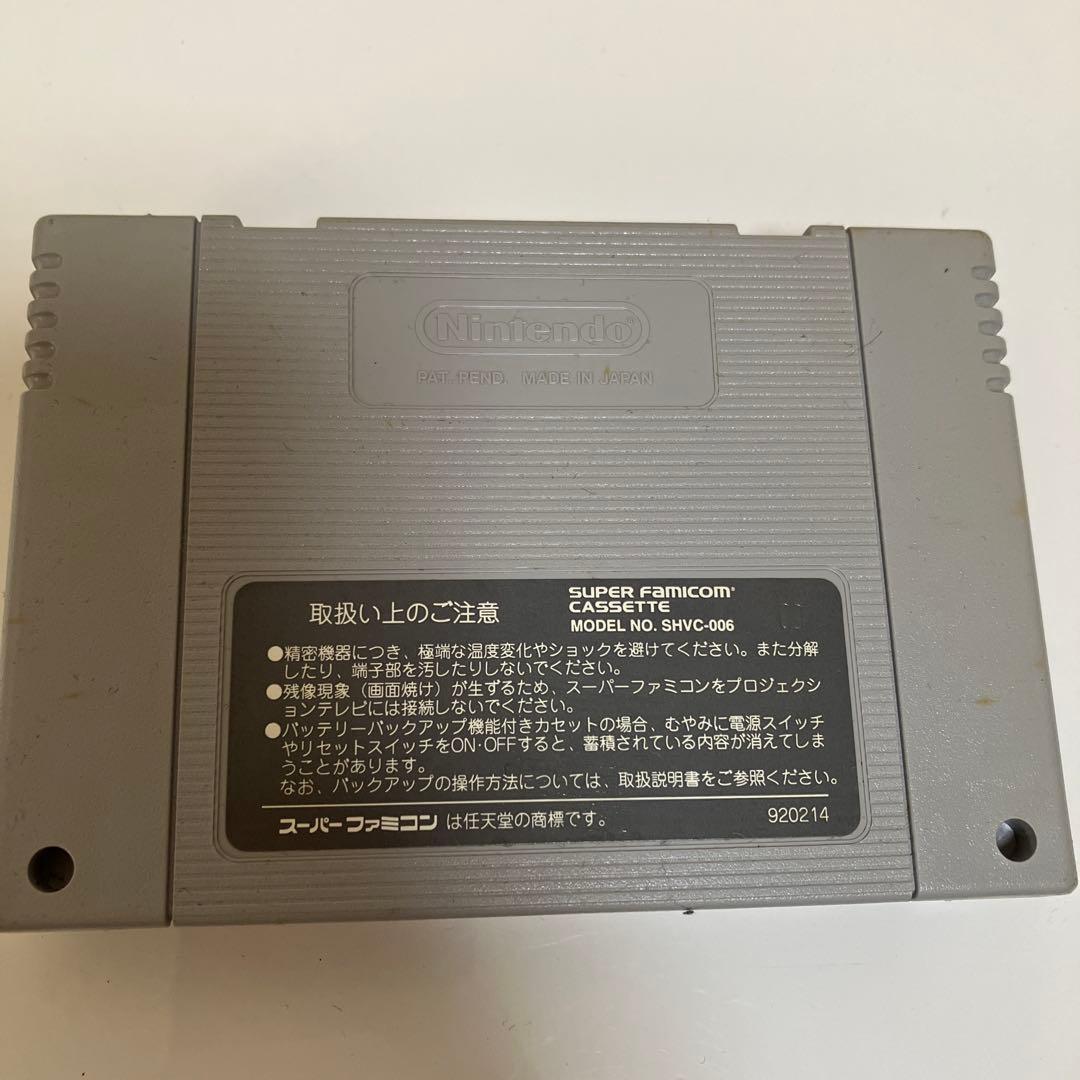 Nintendo®
PAT. PEND. MADE IN JAPAN
取扱い上のご注意
SUPER FAMICOM®
CASSETTE
MODEL NO. SHVC-006
●精密機器につき、極端な温度変化やショックを避けてください。また分解
したり、端子部を汚したりしないでください。
●残像現象（画面焼け）が生ずるため、スーパーファミコンをプロジェクシ
ョンテレビには接続しないでください。
●バッテリーバックアップ機能付きカセットの場合、むやみに電源スイッチ
やリセットスイッチをON・OFFすると、蓄積されている内容が消えてしま
うことがあります。
なお、バックアップの操作方法については、取扱説明書をご参照ください。
スーパーファミコン は任天堂の商標です。
920214